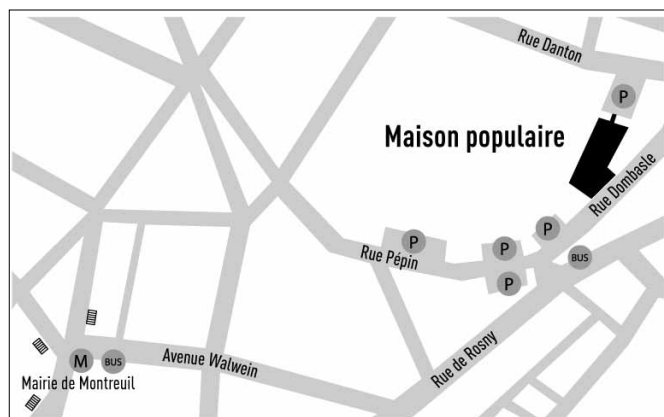 Rue Danton
P
Maison populaire
Rue Dombasle
P
P
P
P
BUS
Rue Pépin
Rue de Rosny
Avenue Walwein
M
BUS
Mairie de Montreuil